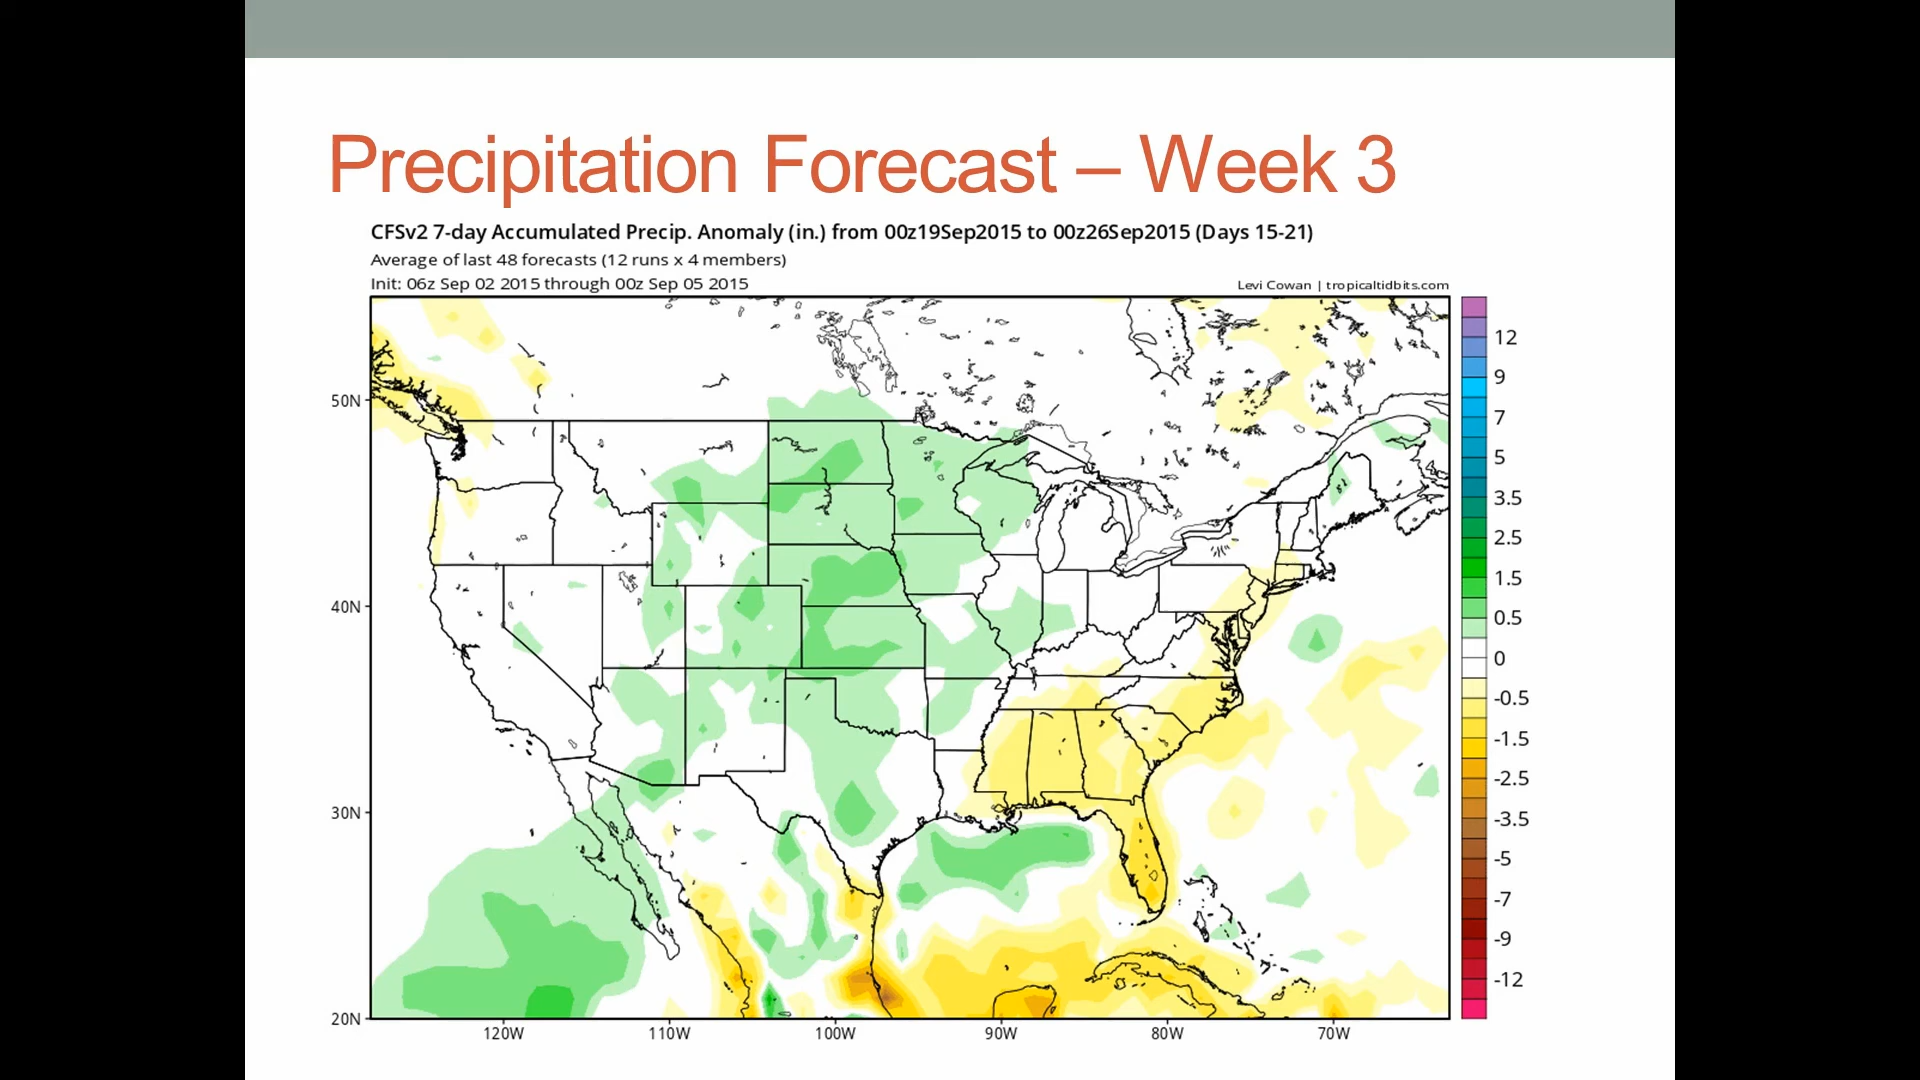 Precipitation Forecast – Week 3
CFSv2 7-day Accumulated Precip. Anomaly (in.) from 00z19Sep2015 to 00z26Sep2015 (Days 15-21)
Average of last 48 forecasts (12 runs x 4 members)
Init: 06z Sep 02 2015 through 00z Sep 05 2015
Levi Cowan | tropicaltidbits.com
50N
40N
30N
20N
120W
110W
100W
90W
80W
70W
12
9
7
5
3.5
2.5
1.5
0.5
0
-0.5
-1.5
-2.5
-3.5
-5
-7
-9
-12